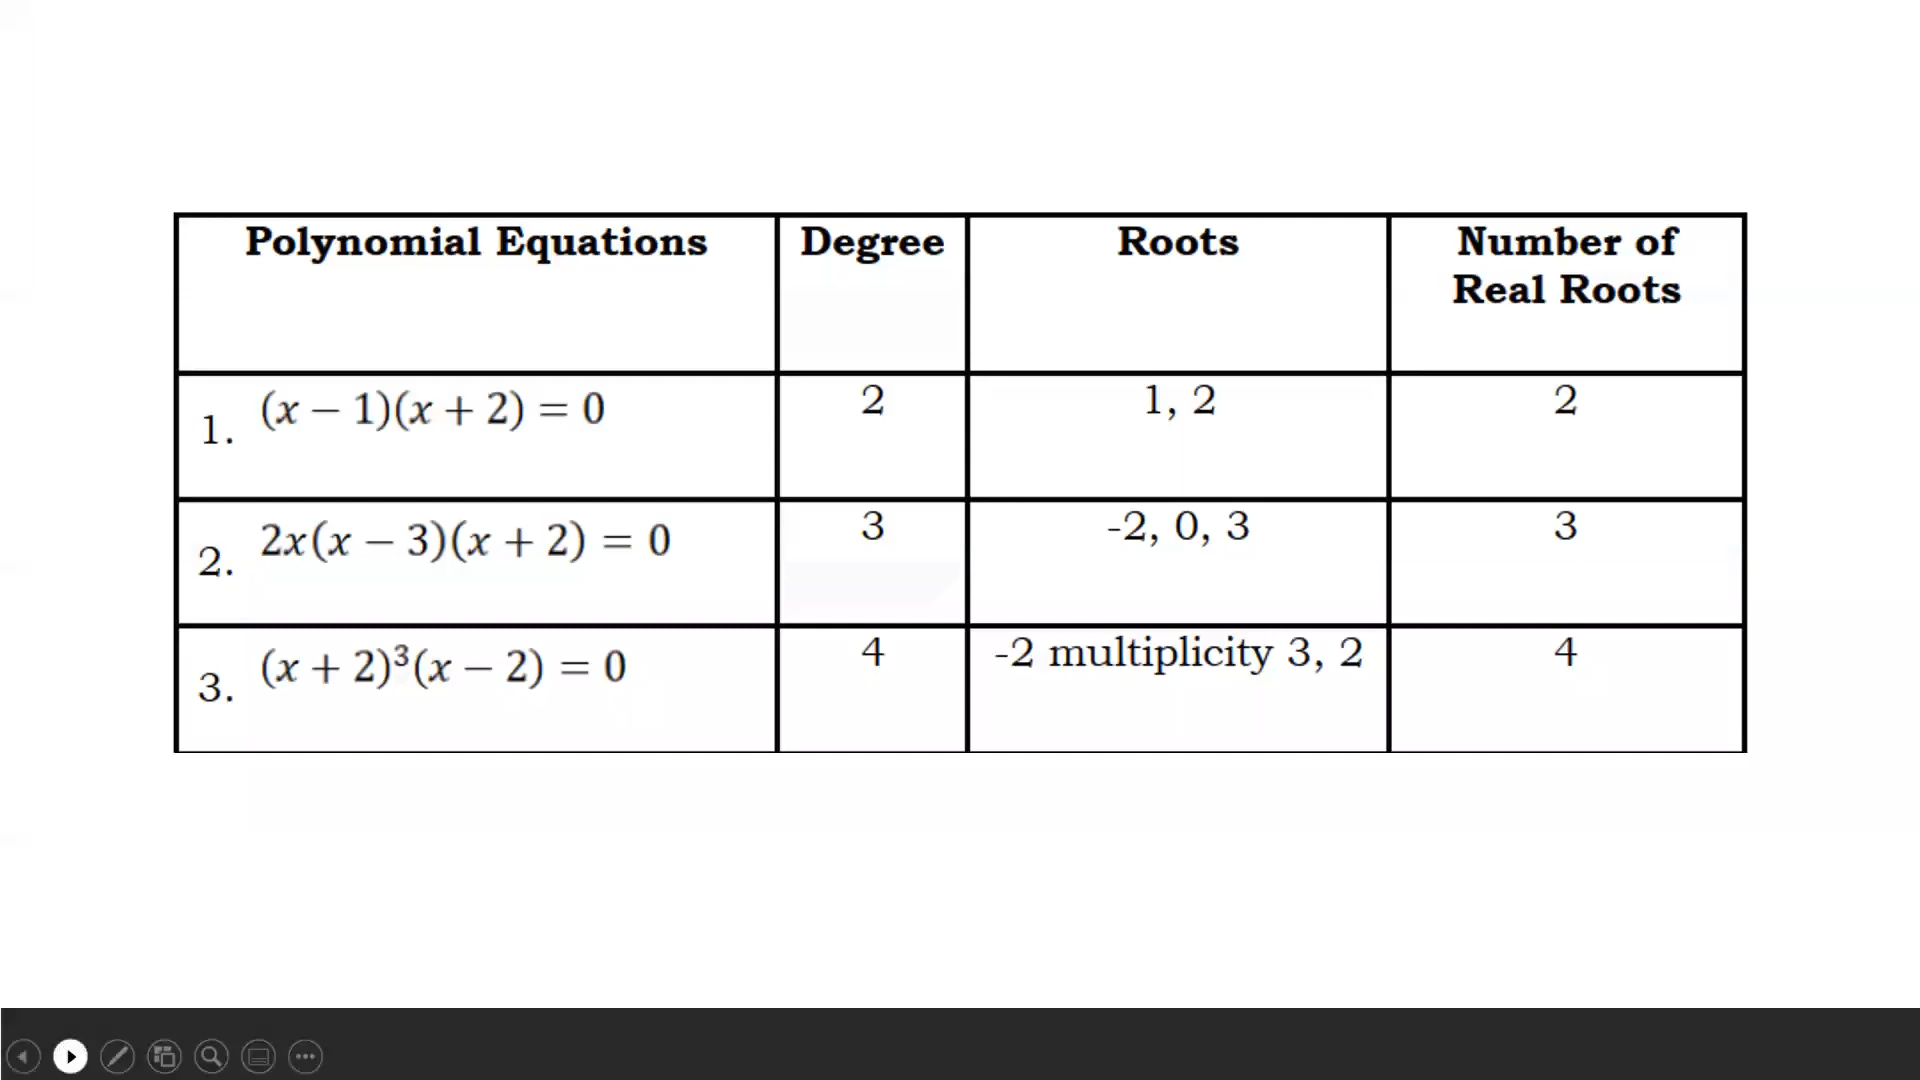 Polynomial Equations Degree Roots Number of
Real Roots
1. (x − 1)(x + 2) = 0 2 1, 2 2
2. 2x(x − 3)(x + 2) = 0 3 -2, 0, 3 3
3. (x + 2)³(x − 2) = 0 4 -2 multiplicity 3, 2 4